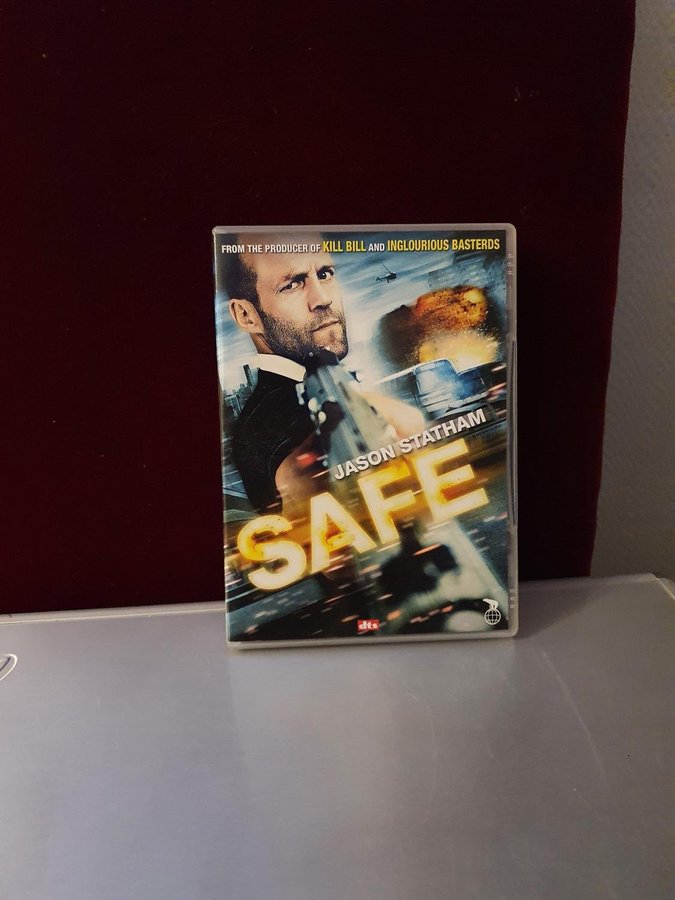 FROM THE PRODUCER OF KILL BILL AND INGLOURIOUS BASTERDS
JASON STATHAM
SAFE
dts